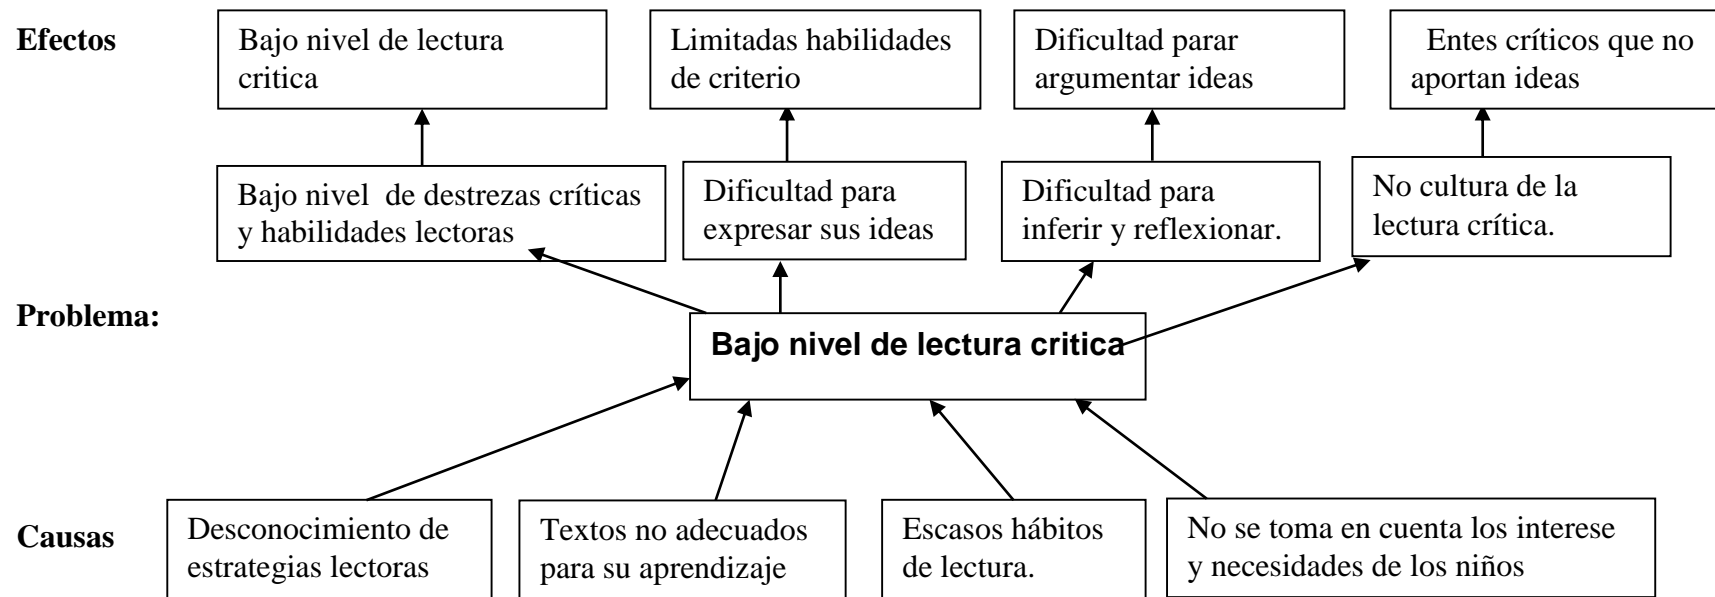 Efectos
Bajo nivel de lectura
critica
Limitadas habilidades
de criterio
Dificultad parar
argumentar ideas
Entes críticos que no
aportan ideas
Bajo nivel  de destrezas críticas
y habilidades lectoras
Dificultad para
expresar sus ideas
Dificultad para
inferir y reflexionar.
No cultura de la
lectura crítica.
Problema:
Bajo nivel de lectura critica
Causas
Desconocimiento de
estrategias lectoras
Textos no adecuados
para su aprendizaje
Escasos hábitos
de lectura.
No se toma en cuenta los interese
y necesidades de los niños